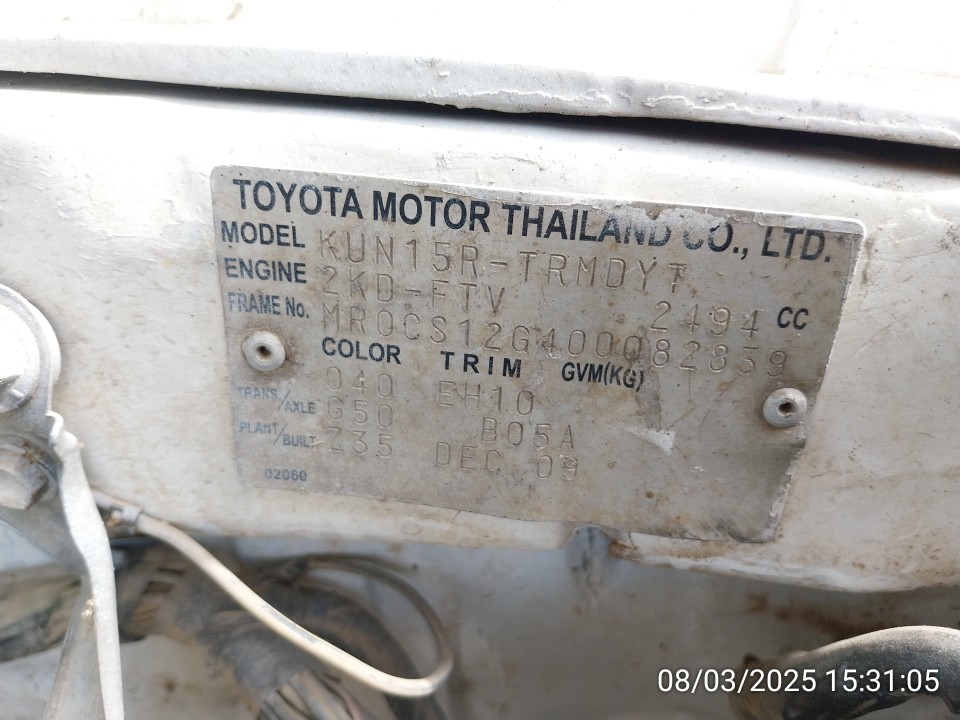 TOYOTA MOTOR THAILAND CO., LTD.
MODEL KUN15R-TRMDYT
ENGINE 2KD-FTV 2494 CC
FRAME No. MR0CS12G400082839
COLOR TRIM GVM(KG)
040 EH10
TRANS/AXLE G50 B05A
PLANT/BUILT Z35 DEC 09
02060
08/03/2025 15:31:05